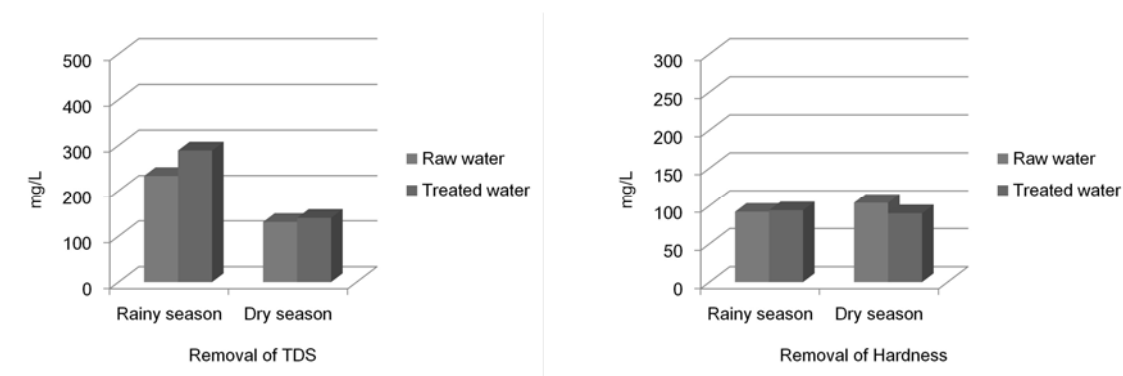 500
400
300
200
100
0
mg/L
Rainy season Dry season
Removal of TDS
Raw water
Treated water
300
250
200
150
100
50
0
mg/L
Rainy season Dry season
Removal of Hardness
Raw water
Treated water